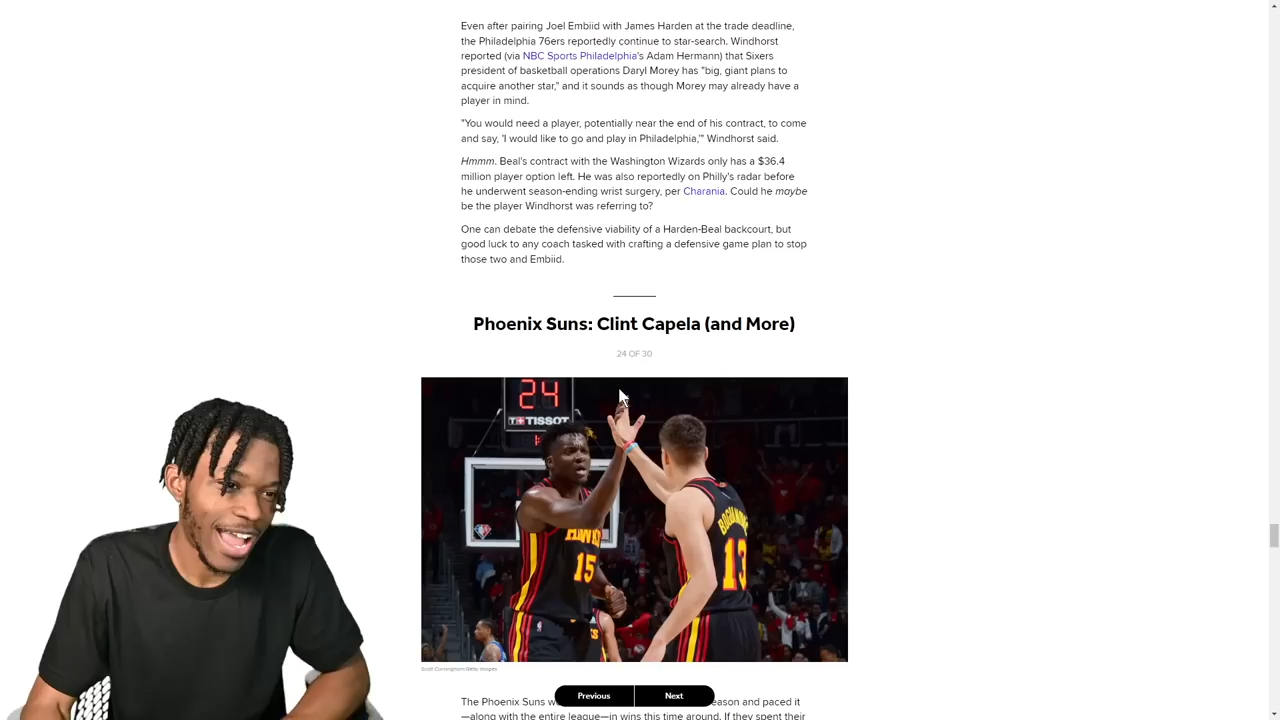 Even after pairing Joel Embiid with James Harden at the trade deadline,
the Philadelphia 76ers reportedly continue to star-search. Windhorst
reported (via NBC Sports Philadelphia's Adam Hermann) that Sixers
president of basketball operations Daryl Morey has "big, giant plans to
acquire another star," and it sounds as though Morey may already have a
player in mind.
"You would need a player, potentially near the end of his contract, to come
and say, 'I would like to go and play in Philadelphia,'" Windhorst said.
Hmmm. Beal's contract with the Washington Wizards only has a $36.4
million player option left. He was also reportedly on Philly's radar before
he underwent season-ending wrist surgery, per Charania. Could he maybe
be the player Windhorst was referring to?
One can debate the defensive viability of a Harden-Beal backcourt, but
good luck to any coach tasked with crafting a defensive game plan to stop
those two and Embiid.
Phoenix Suns: Clint Capela (and More)
24 OF 30
24
TISSOT
HAWKS
15
13
Scott Cunningham/Getty Images
Previous
Next
The Phoenix Suns eason and paced it
—along with the entire league—in wins this time around. If they spent their